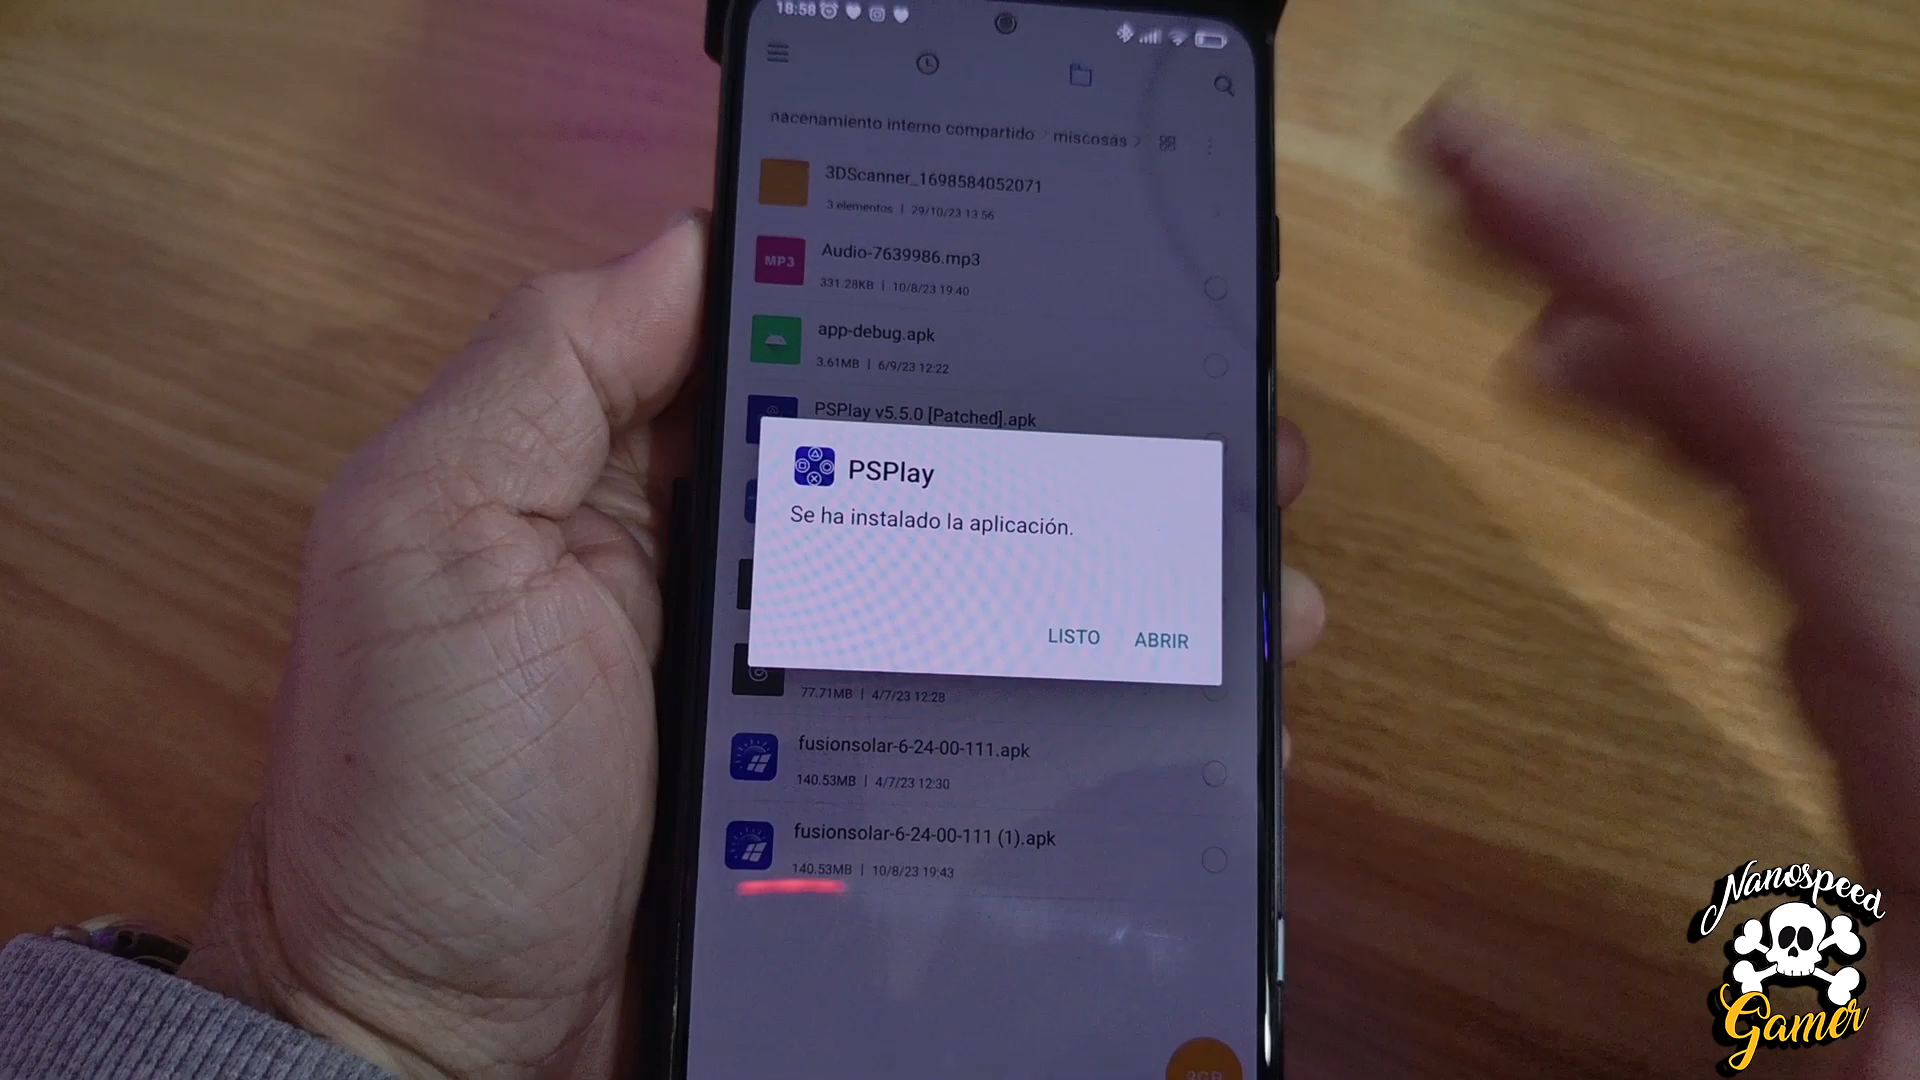 18:58
nacenamiento interno compartido > miscosas >
3DScanner_1698584052071
3 elementos | 29/10/23 13:56
MP3
Audio-7639986.mp3
331.28KB | 10/8/23 19:40
app-debug.apk
3.61MB | 6/9/23 12:22
PSPlay v5.5.0 [Patched].apk
PSPlay
Se ha instalado la aplicación.
LISTO
ABRIR
77.71MB | 4/7/23 12:28
fusionsolar-6-24-00-111.apk
140.53MB | 4/7/23 12:30
fusionsolar-6-24-00-111 (1).apk
140.53MB | 10/8/23 19:43
Nanospeed
Gamer